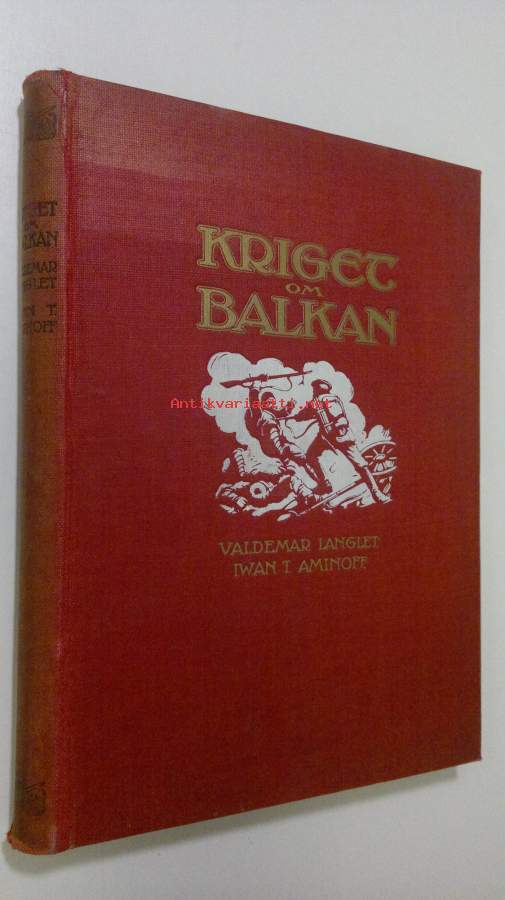 KRIGET
OM
BALKAN
Antikvariaatti.net
VALDEMAR LANGLET
IWAN T. AMINOFF